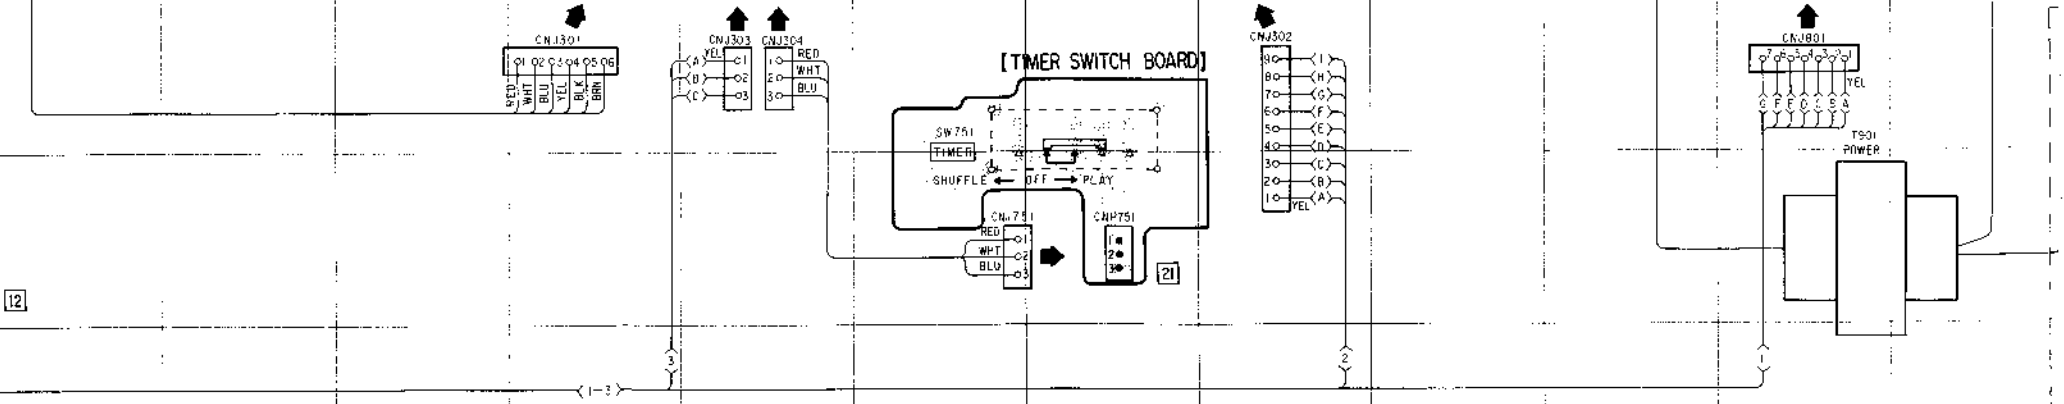 CNJ301
1 2 3 4 5 6
RED
WHT
BLU
YEL
BLK
BRN
CNJ303
YEL
(A) 1
(B) 2
(C) 3
CNJ304
1 RED
2 WHT
3 BLU
[TIMER SWITCH BOARD]
SW751
TIMER
SHUFFLE ← OFF → PLAY
CNJ751
RED 1
WHT 2
BLU 3
CNP751
1
2
3
21
CNJ302
9 (I)
8 (H)
7 (G)
6 (F)
5 (E)
4 (D)
3 (C)
2 (B)
1 (A)
YEL
CNJ801
7 6 5 4 3 2 1
YEL
G F E D C B A
T901
POWER
12
3
2
1
(1-3)